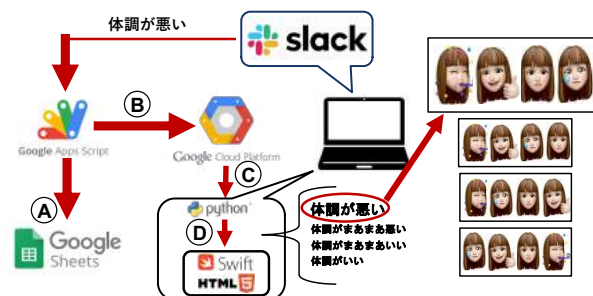 体調が悪い
slack
B
Google Apps Script
Google Cloud Platform
A
C
Google
Sheets
python
D
Swift
HTML 5
体調が悪い
体調がまあまあ悪い
体調がまあまあいい
体調がいい